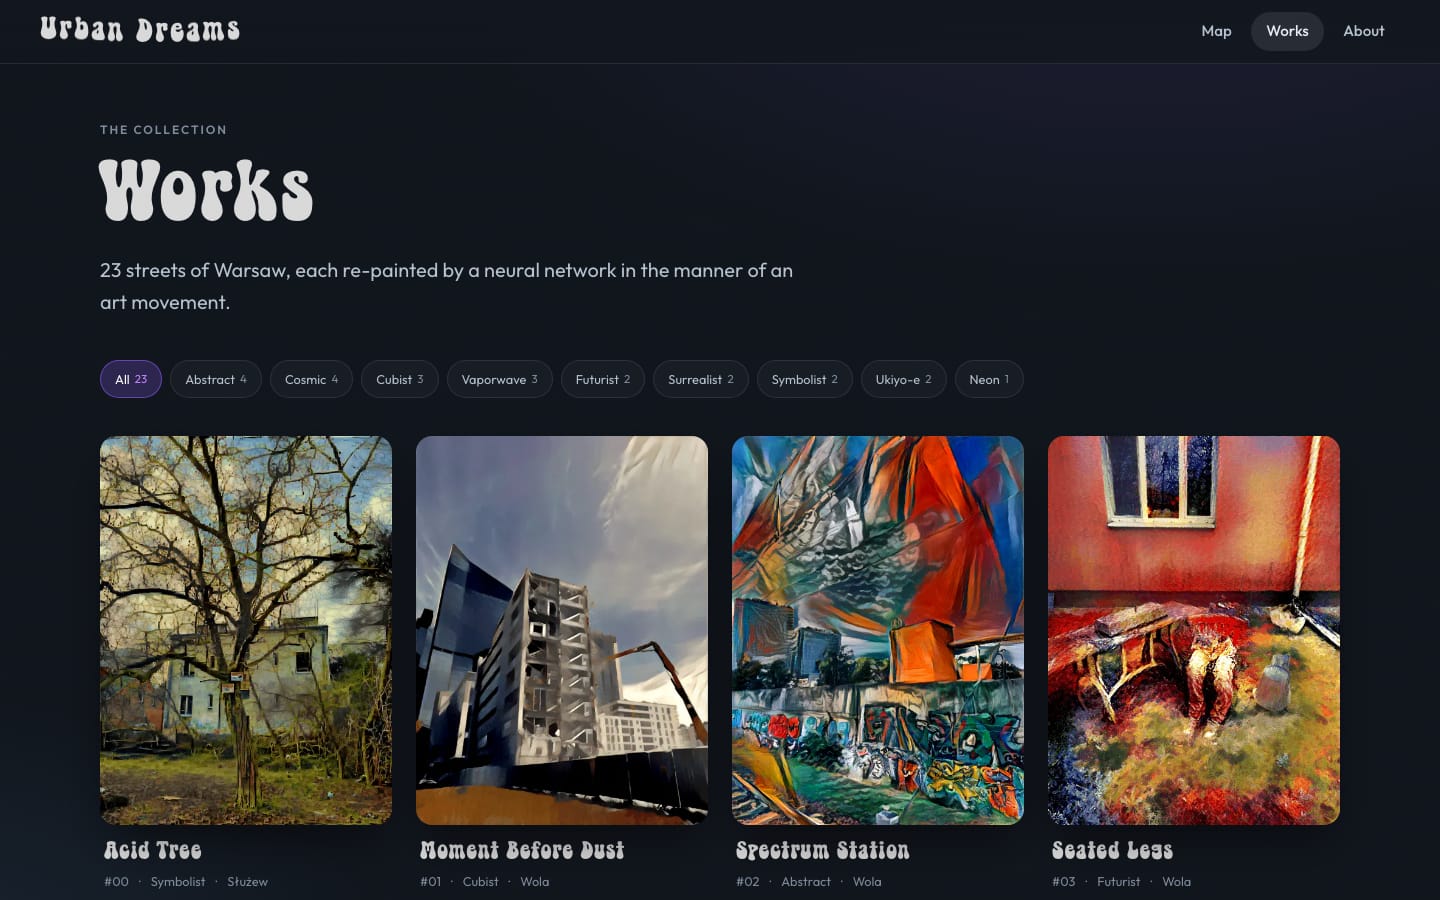 Urban Dreams
Map Works About
THE COLLECTION
Works
23 streets of Warsaw, each re-painted by a neural network in the manner of an
art movement.
All 23 Abstract 4 Cosmic 4 Cubist 3 Vaporwave 3 Futurist 2 Surrealist 2 Symbolist 2 Ukiyo-e 2 Neon 1
Acid Tree Moment Before Dust Spectrum Station Seated Legs
#00 · Symbolist · Służew #01 · Cubist · Wola #02 · Abstract · Wola #03 · Futurist · Wola